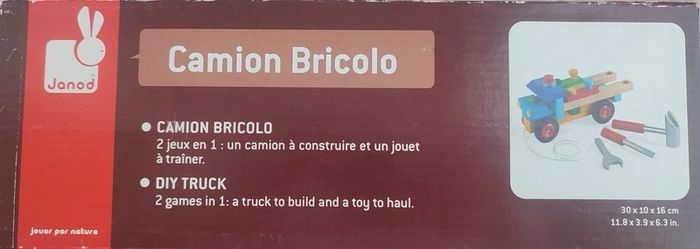 Janod
Camion Bricolo
• CAMION BRICOLO
2 jeux en 1 : un camion à construire et un jouet
à traîner.
• DIY TRUCK
2 games in 1: a truck to build and a toy to haul.
jouer par nature
30 x 10 x 16 cm
11.8 x 3.9 x 6.3 in.